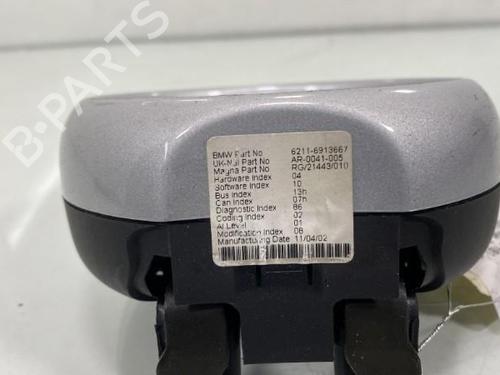 BMW Part No 6211-6913667
UK-NSI Part No AR-0041-005
Magna Part No RG/21443/010
Hardware Index 04
Software Index 10
Bus Index 13h
Can Index 07h
Diagnostic Index 86
Coding Index 02
AI Level 01
Modification Index 08
Manufacturing Date 11/04/02
B-PARTS